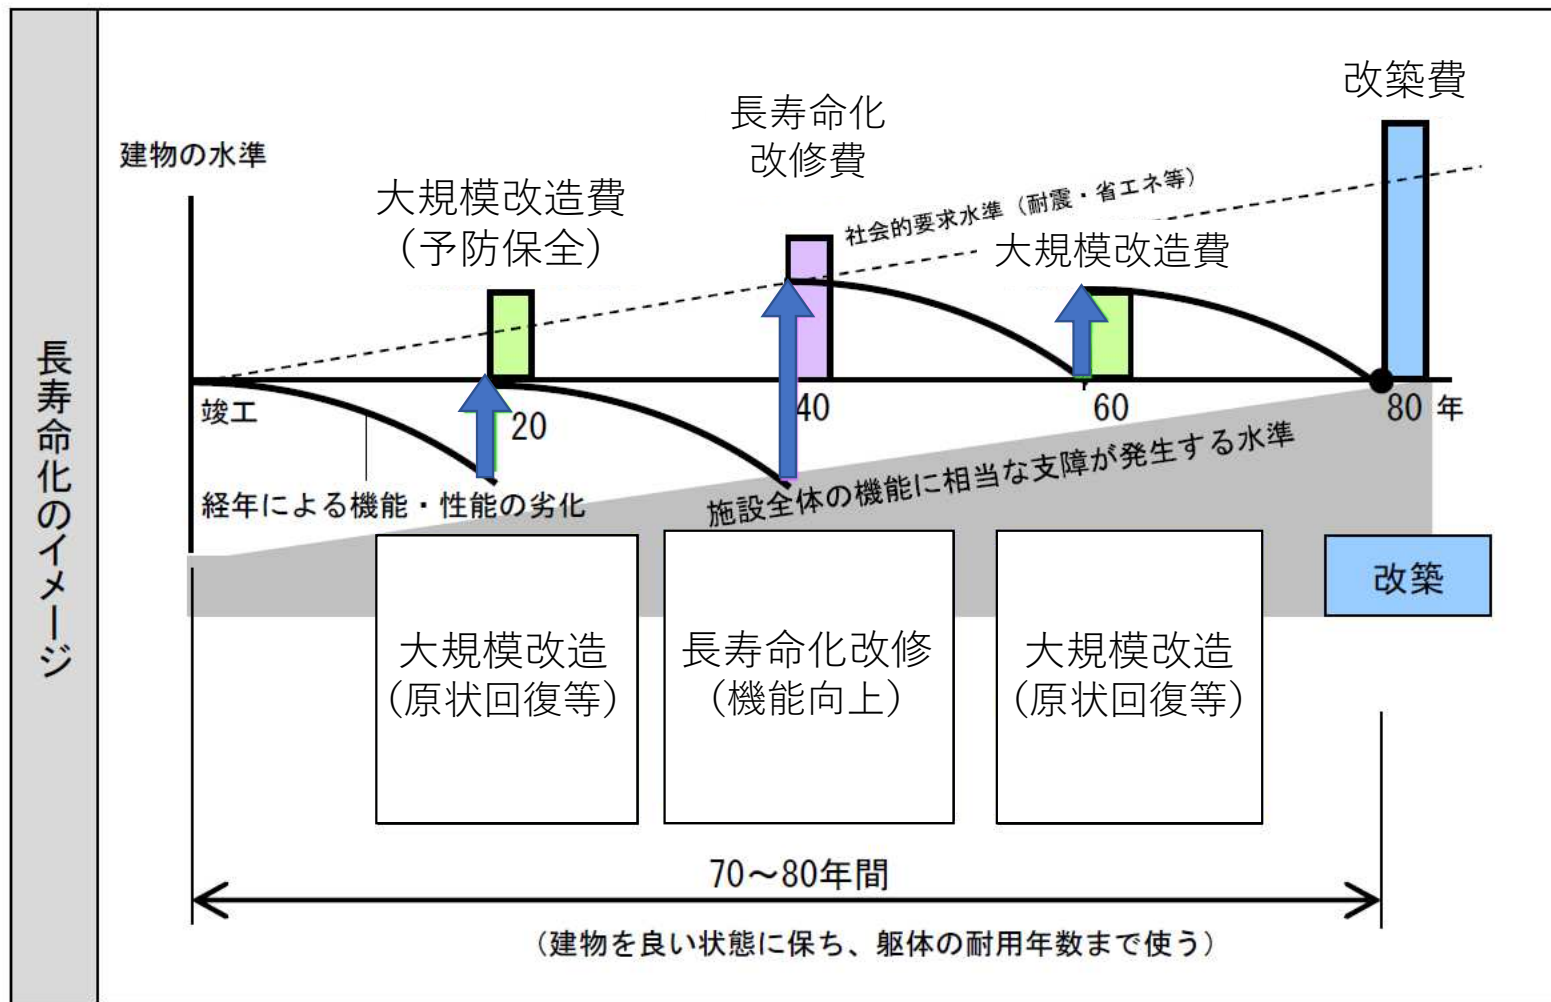 長寿命化のイメージ
改築費
長寿命化
改修費
建物の水準
大規模改造費
（予防保全）
社会的要求水準（耐震・省エネ等）
大規模改造費
竣工
20
40
60
80 年
経年による機能・性能の劣化
施設全体の機能に相当な支障が発生する水準
大規模改造
(原状回復等)
長寿命化改修
（機能向上）
大規模改造
(原状回復等)
改築
70～80年間
（建物を良い状態に保ち、躯体の耐用年数まで使う）